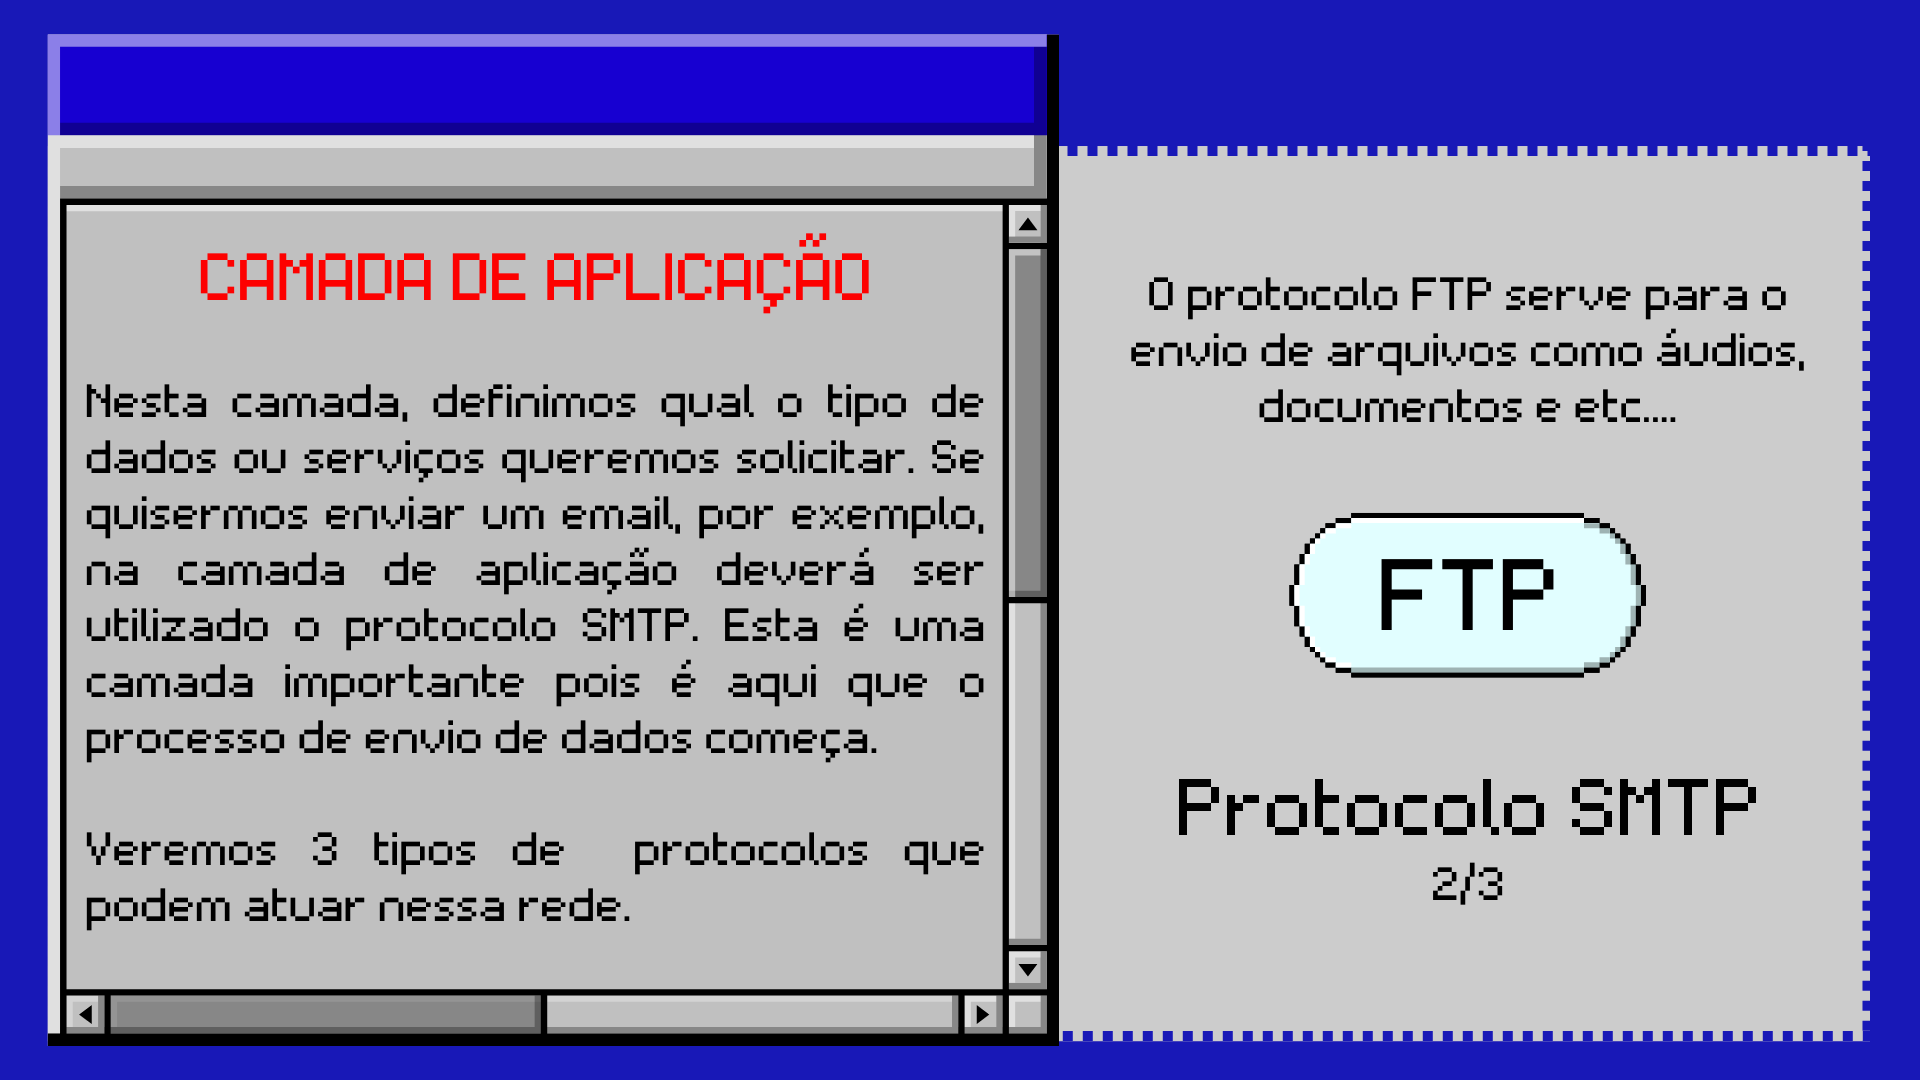 CAMADA DE APLICAÇÃO
Nesta camada, definimos qual o tipo de
dados ou serviços queremos solicitar. Se
quisermos enviar um email, por exemplo,
na camada de aplicação deverá ser
utilizado o protocolo SMTP. Esta é uma
camada importante pois é aqui que o
processo de envio de dados começa.
Veremos 3 tipos de protocolos que
podem atuar nessa rede.
O protocolo FTP serve para o
envio de arquivos como áudios,
documentos e etc....
FTP
Protocolo SMTP
2/3